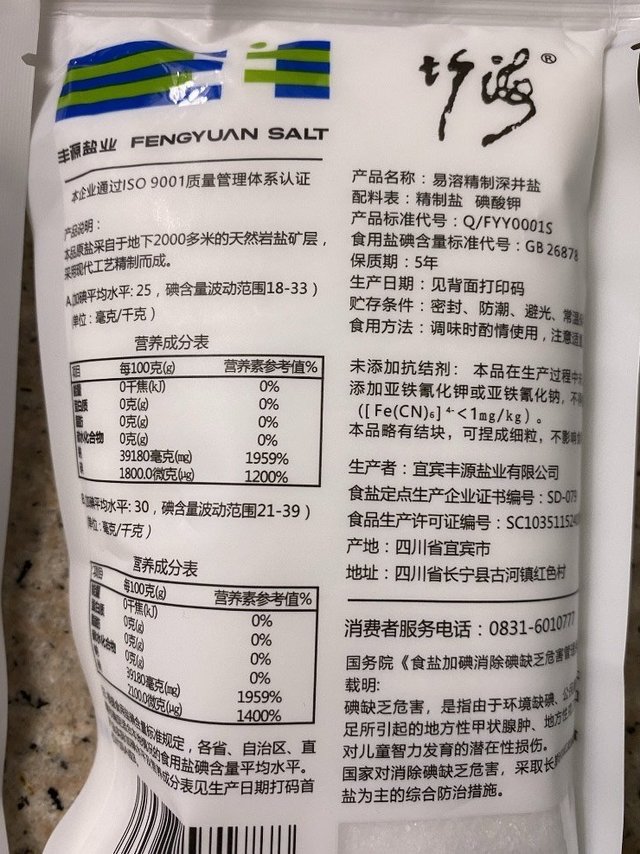 丰源盐业 FENGYUAN SALT
本企业通过ISO 9001质量管理体系认证
产品说明：
本品原盐采自于地下2000多米的天然岩盐矿层，
采用现代工艺精制而成。
A.加碘平均水平: 25，碘含量波动范围18-33 )
单位：毫克/千克 )
营养成分表
项目 每100克(g) 营养素参考值%
能量 0千焦(kJ) 0%
蛋白质 0克(g) 0%
脂肪 0克(g) 0%
碳水化合物 0克(g) 0%
39180毫克(mg) 1959%
1800.0微克(μg) 1200%
加碘平均水平: 30，碘含量波动范围21-39 )
单位：毫克/千克 )
营养成分表
项目 每100克(g) 营养素参考值%
0千焦(kJ) 0%
蛋白质 0克(g) 0%
0克(g) 0%
碳水化合物 0克(g) 0%
39180毫克(mg) 1959%
2100.0微克(μg) 1400%
含量标准规定，各省、自治区、直
的食用盐碘含量平均水平。
养成分表见生产日期打码首
®
产品名称：易溶精制深井盐
配料表：精制盐 碘酸钾
产品标准代号：Q/FYY0001S
食用盐碘含量标准代号：GB 26878
保质期：5年
生产日期：见背面打印码
贮存条件：密封、防潮、避光、常温
食用方法：调味时酌情使用，注意适
未添加抗结剂： 本品在生产过程中未
添加亚铁氰化钾或亚铁氰化钠，不
([Fe(CN)₆]⁴⁻<1mg/kg)。
本品略有结块，可捏成细粒，不影响
生产者：宜宾丰源盐业有限公司
食盐定点生产企业证书编号：SD-079
食品生产许可证编号：SC10351152
产地：四川省宜宾市
地址：四川省长宁县古河镇红色村
消费者服务电话：0831-6010777
国务院《食盐加碘消除碘缺乏危害管
载明:
碘缺乏危害，是指由于环境缺碘、公
足所引起的地方性甲状腺肿、地方性
对儿童智力发育的潜在性损伤。
国家对消除碘缺乏危害，采取长
盐为主的综合防治措施。